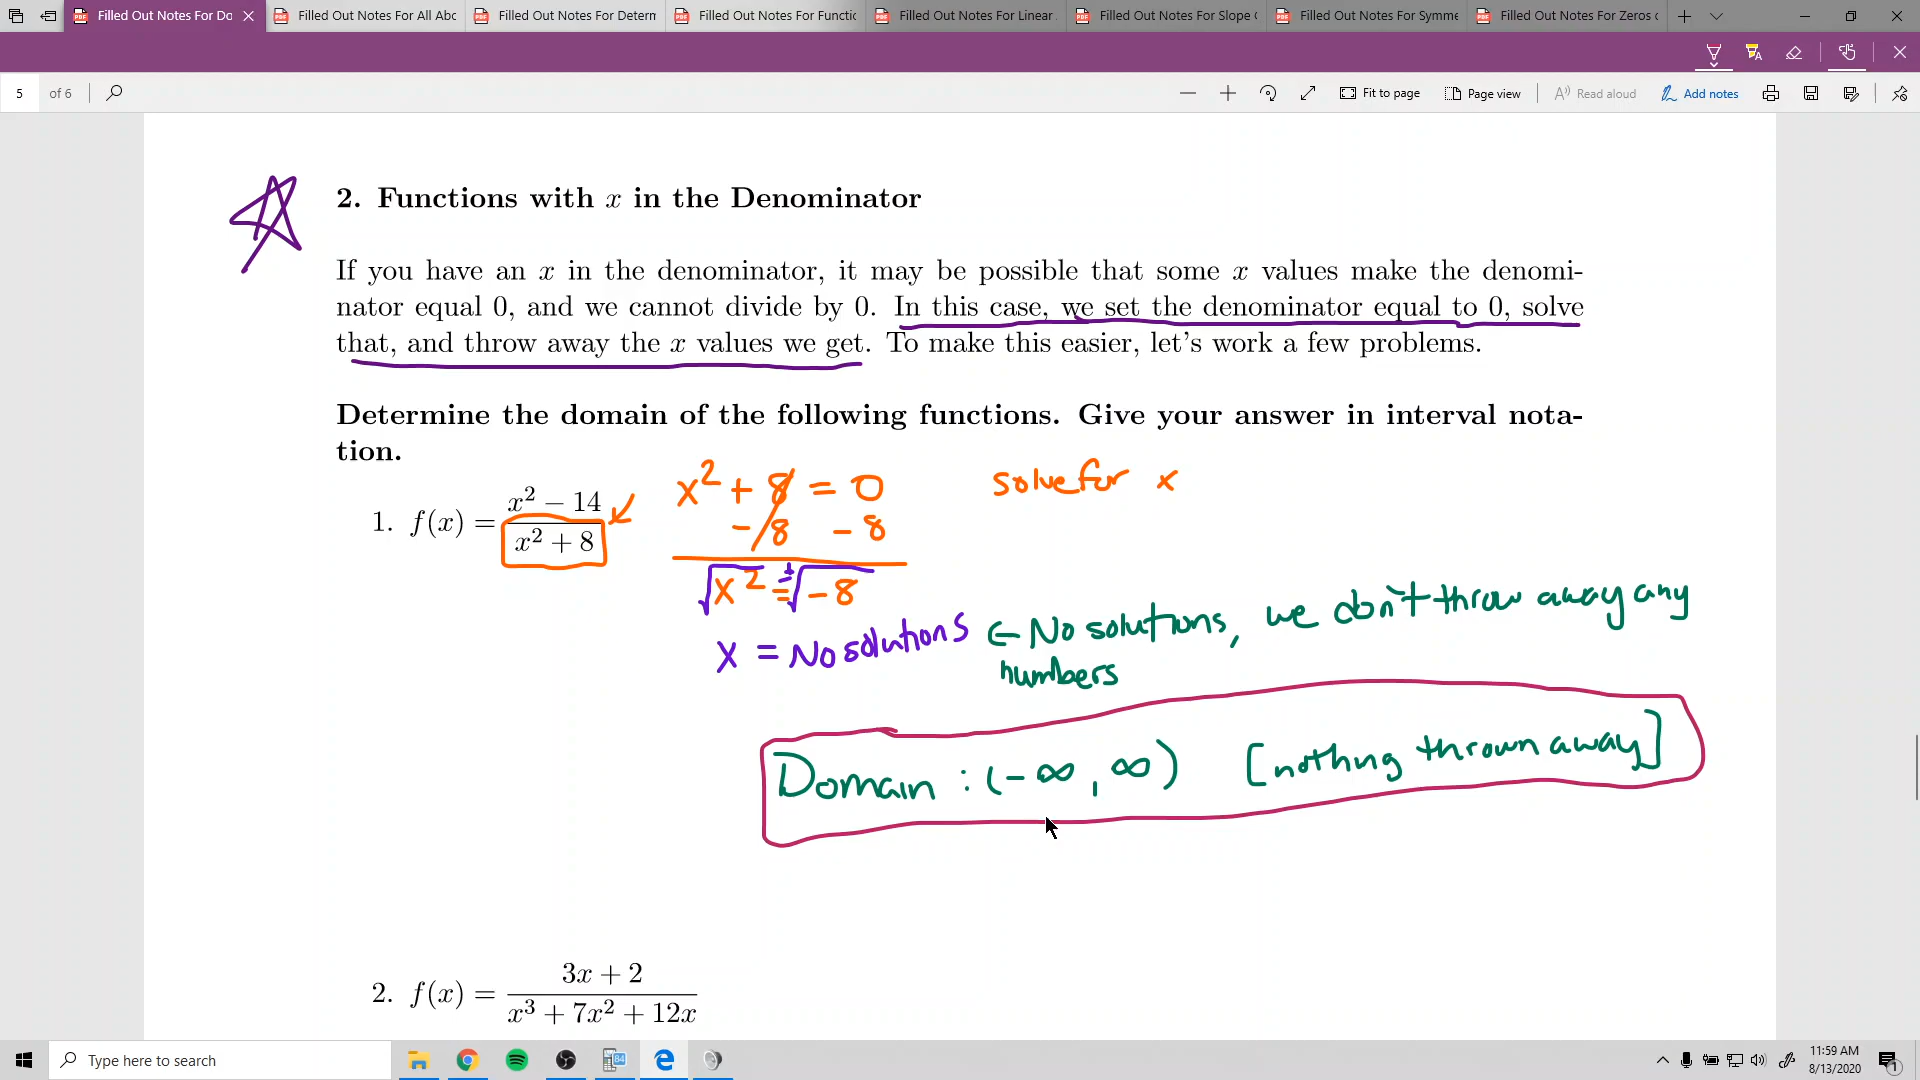 Filled Out Notes For Do
Filled Out Notes For All Abo
Filled Out Notes For Determ
Filled Out Notes For Functio
Filled Out Notes For Linear
Filled Out Notes For Slope
Filled Out Notes For Symme
Filled Out Notes For Zeros
5 of 6
Fit to page
Page view
Read aloud
Add notes
2. Functions with x in the Denominator
If you have an x in the denominator, it may be possible that some x values make the denomi-
nator equal 0, and we cannot divide by 0. In this case, we set the denominator equal to 0, solve
that, and throw away the x values we get. To make this easier, let's work a few problems.
Determine the domain of the following functions. Give your answer in interval nota-
tion.
1. f(x) = (x² − 14)/(x² + 8)
x² + 8 = 0 solve for x
− 8 − 8
√x² = ±√−8
x = No solutions ← No solutions, we don't throw away any
numbers
Domain : (−∞, ∞) [nothing thrown away]
2. f(x) = (3x + 2)/(x³ + 7x² + 12x)
Type here to search
84
11:59 AM
8/13/2020
1